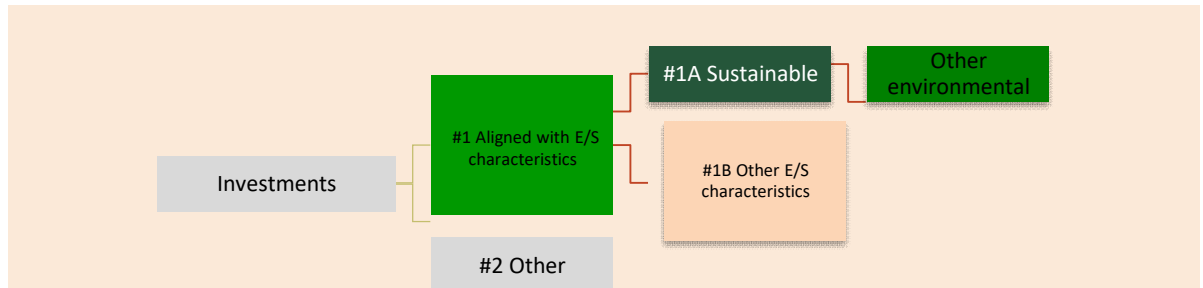 Investments
#1 Aligned with E/S
characteristics
#2 Other
#1A Sustainable
#1B Other E/S
characteristics
Other
environmental